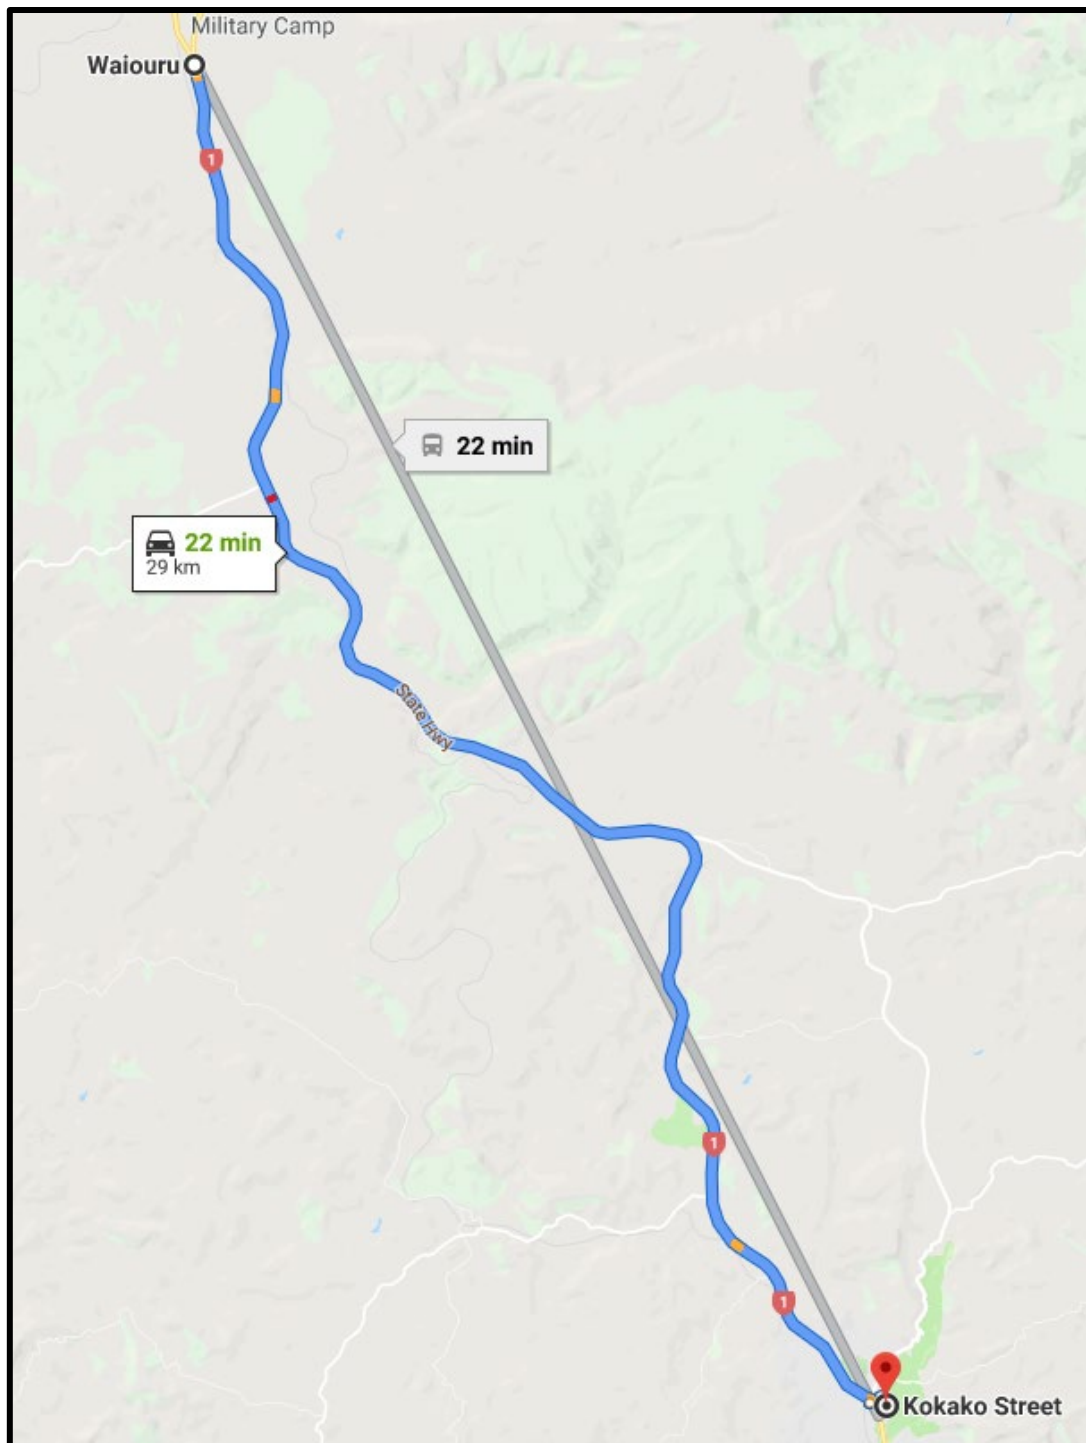 Military Camp
Waiouru
1
22 min
22 min
29 km
State Hwy
1
1
Kokako Street